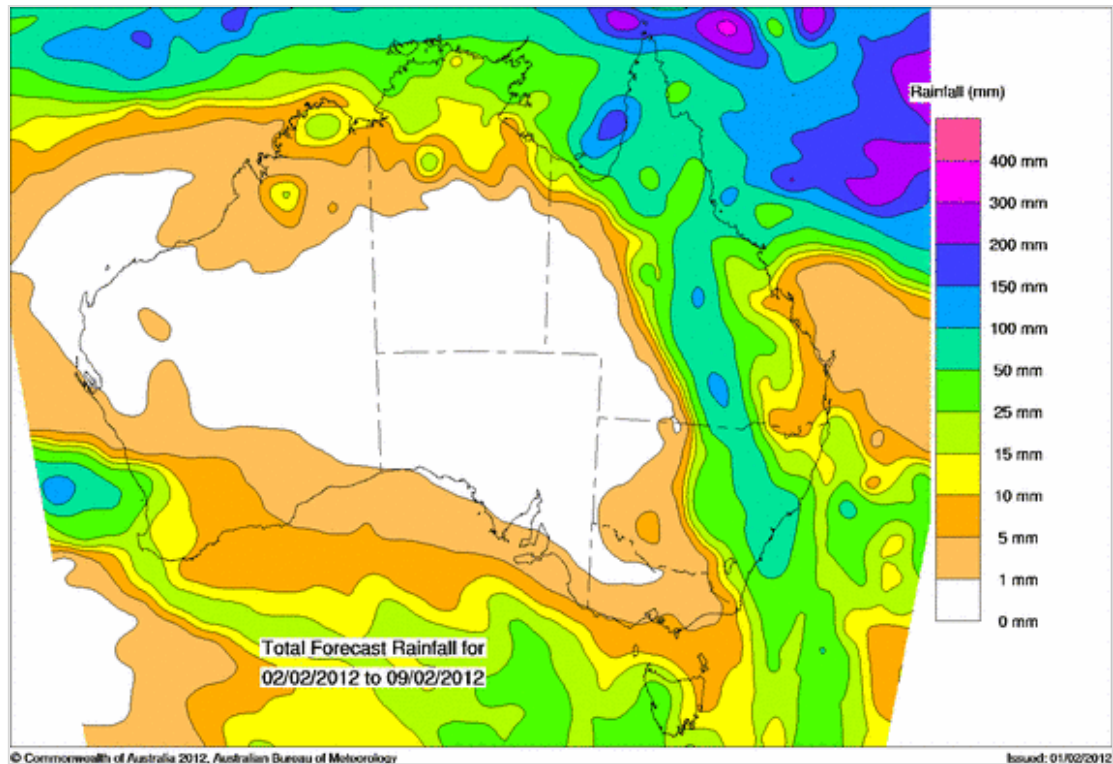 Rainfall (mm)
400 mm
300 mm
200 mm
150 mm
100 mm
50 mm
25 mm
15 mm
10 mm
5 mm
1 mm
0 mm
Total Forecast Rainfall for
02/02/2012 to 09/02/2012
© Commonwealth of Australia 2012, Australian Bureau of Meteorology
Issued: 01/02/2012